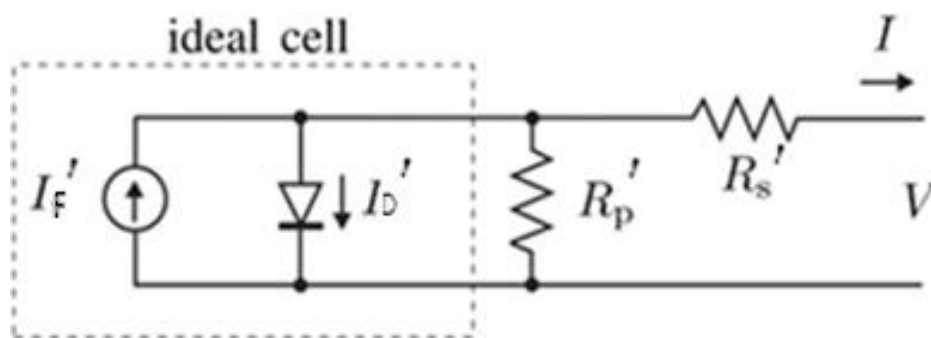 ideal cell
I
I_F'
I_D'
R_p'
R_s'
V